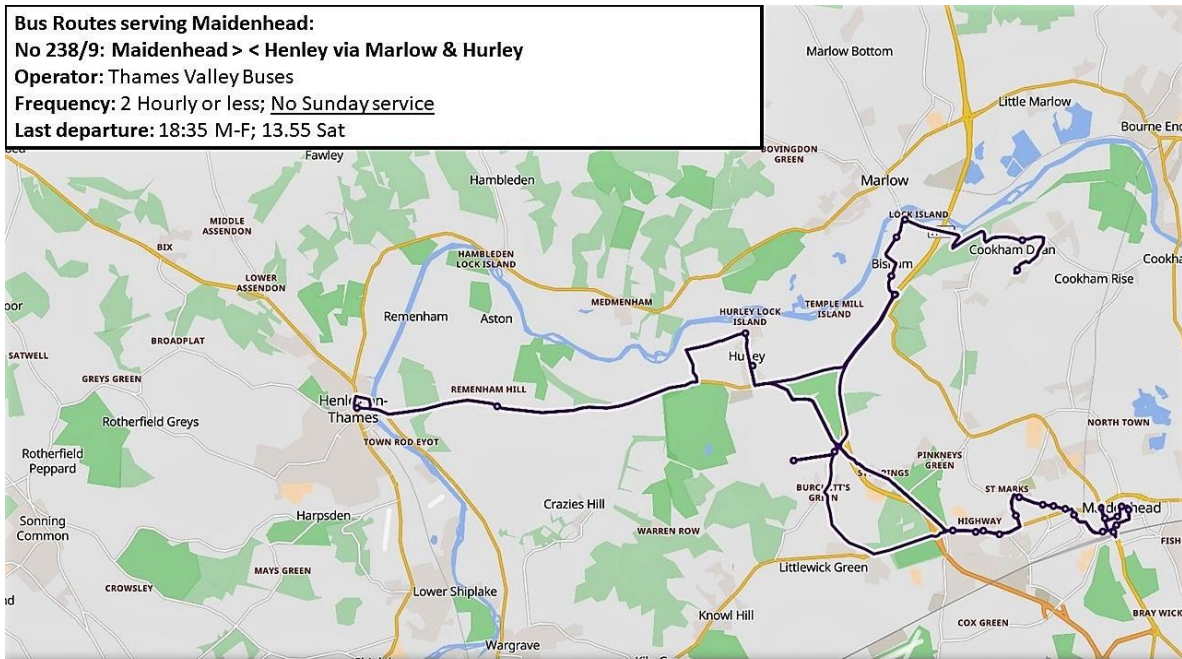 Bus Routes serving Maidenhead:
No 238/9: Maidenhead > < Henley via Marlow & Hurley
Operator: Thames Valley Buses
Frequency: 2 Hourly or less; No Sunday service
Last departure: 18:35 M-F; 13.55 Sat
Marlow Bottom
Little Marlow
Bourne End
Fawley
BOVINGDON
GREEN
Hambleden
Marlow
MIDDLE
ASSENDON
LOCK ISLAND
BIX
HAMBLEDEN
LOCK ISLAND
Bisham
Cookham Dean
LOWER
ASSENDON
Cookham Rise
MEDMENHAM
TEMPLE MILL
ISLAND
Remenham
Aston
HURLEY LOCK
ISLAND
BROADPLAT
SATWELL
Hurley
GREYS GREEN
REMENHAM HILL
Henley-on-
Thames
Rotherfield Greys
NORTH TOWN
TOWN ROD EYOT
Rotherfield
Peppard
PINKNEYS
GREEN
BURCHETT'S
GREEN
ST MARKS
Crazies Hill
Maidenhead
Harpsden
Sonning
Common
HIGHWAY
WARREN ROW
FISH
MAYS GREEN
Littlewick Green
CROWSLEY
Lower Shiplake
Knowl Hill
BRAY WICK
COX GREEN
Wargrave